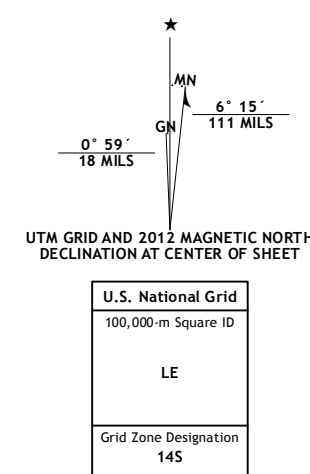 ★
MN
6° 15´
111 MILS
GN
0° 59´
18 MILS
UTM GRID AND 2012 MAGNETIC NORTH
DECLINATION AT CENTER OF SHEET
U.S. National Grid
100,000-m Square ID
LE
Grid Zone Designation
14S